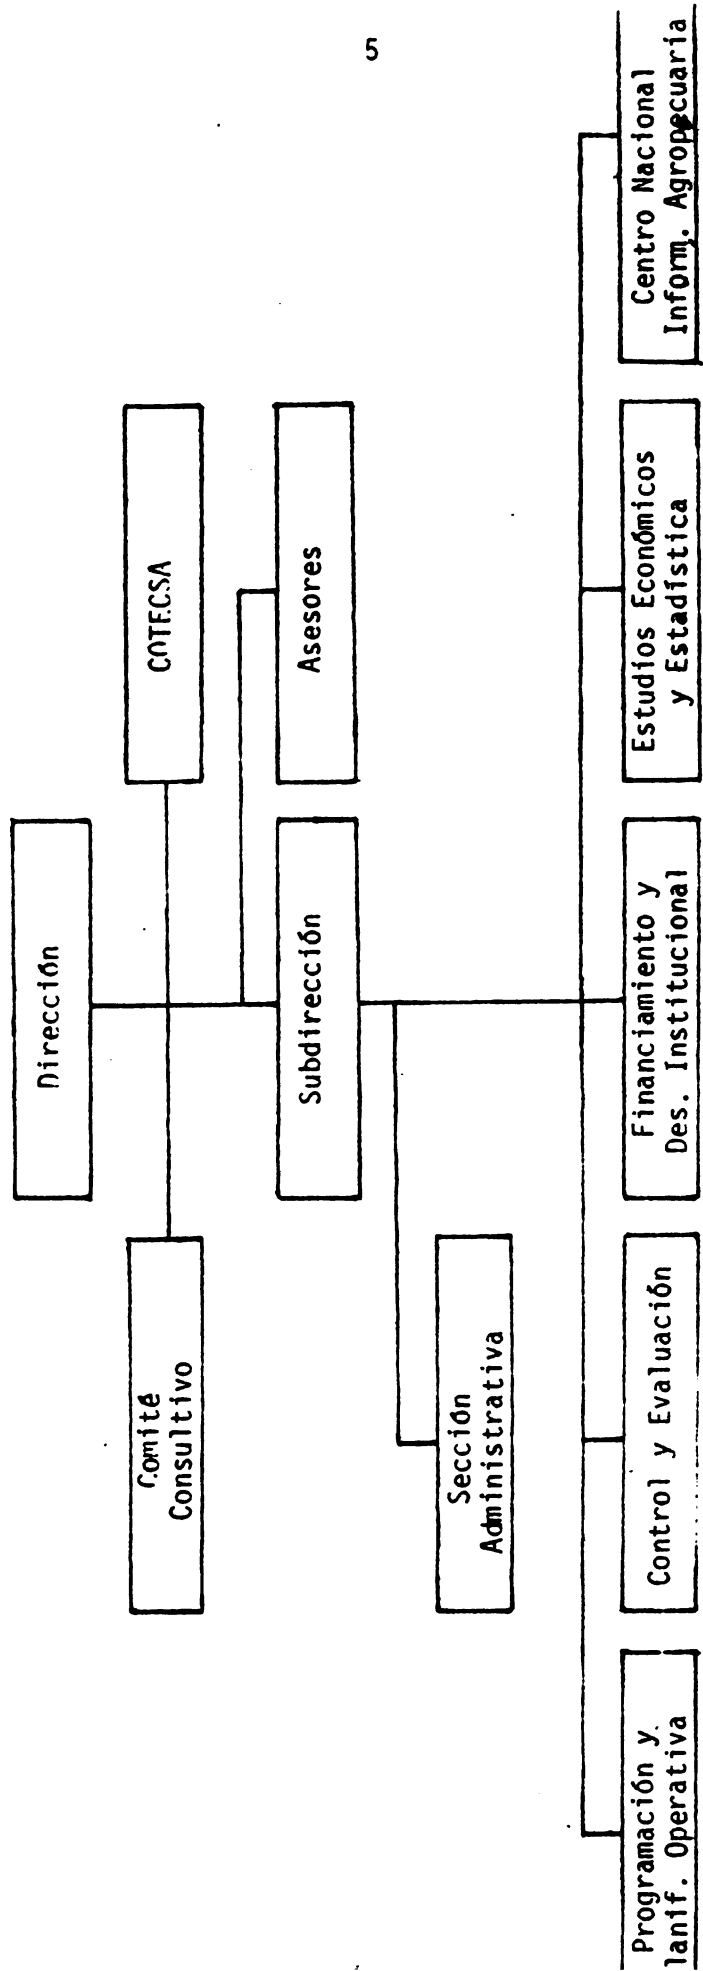 5
Dirección
Comité
Consultivo
COTECSA
Subdirección
Asesores
Sección
Administrativa
Programación y
lanif. Operativa
Control y Evaluación
Financiamiento y
Des. Institucional
Estudios Económicos
y Estadística
Centro Nacional
Inform. Agropecuaria